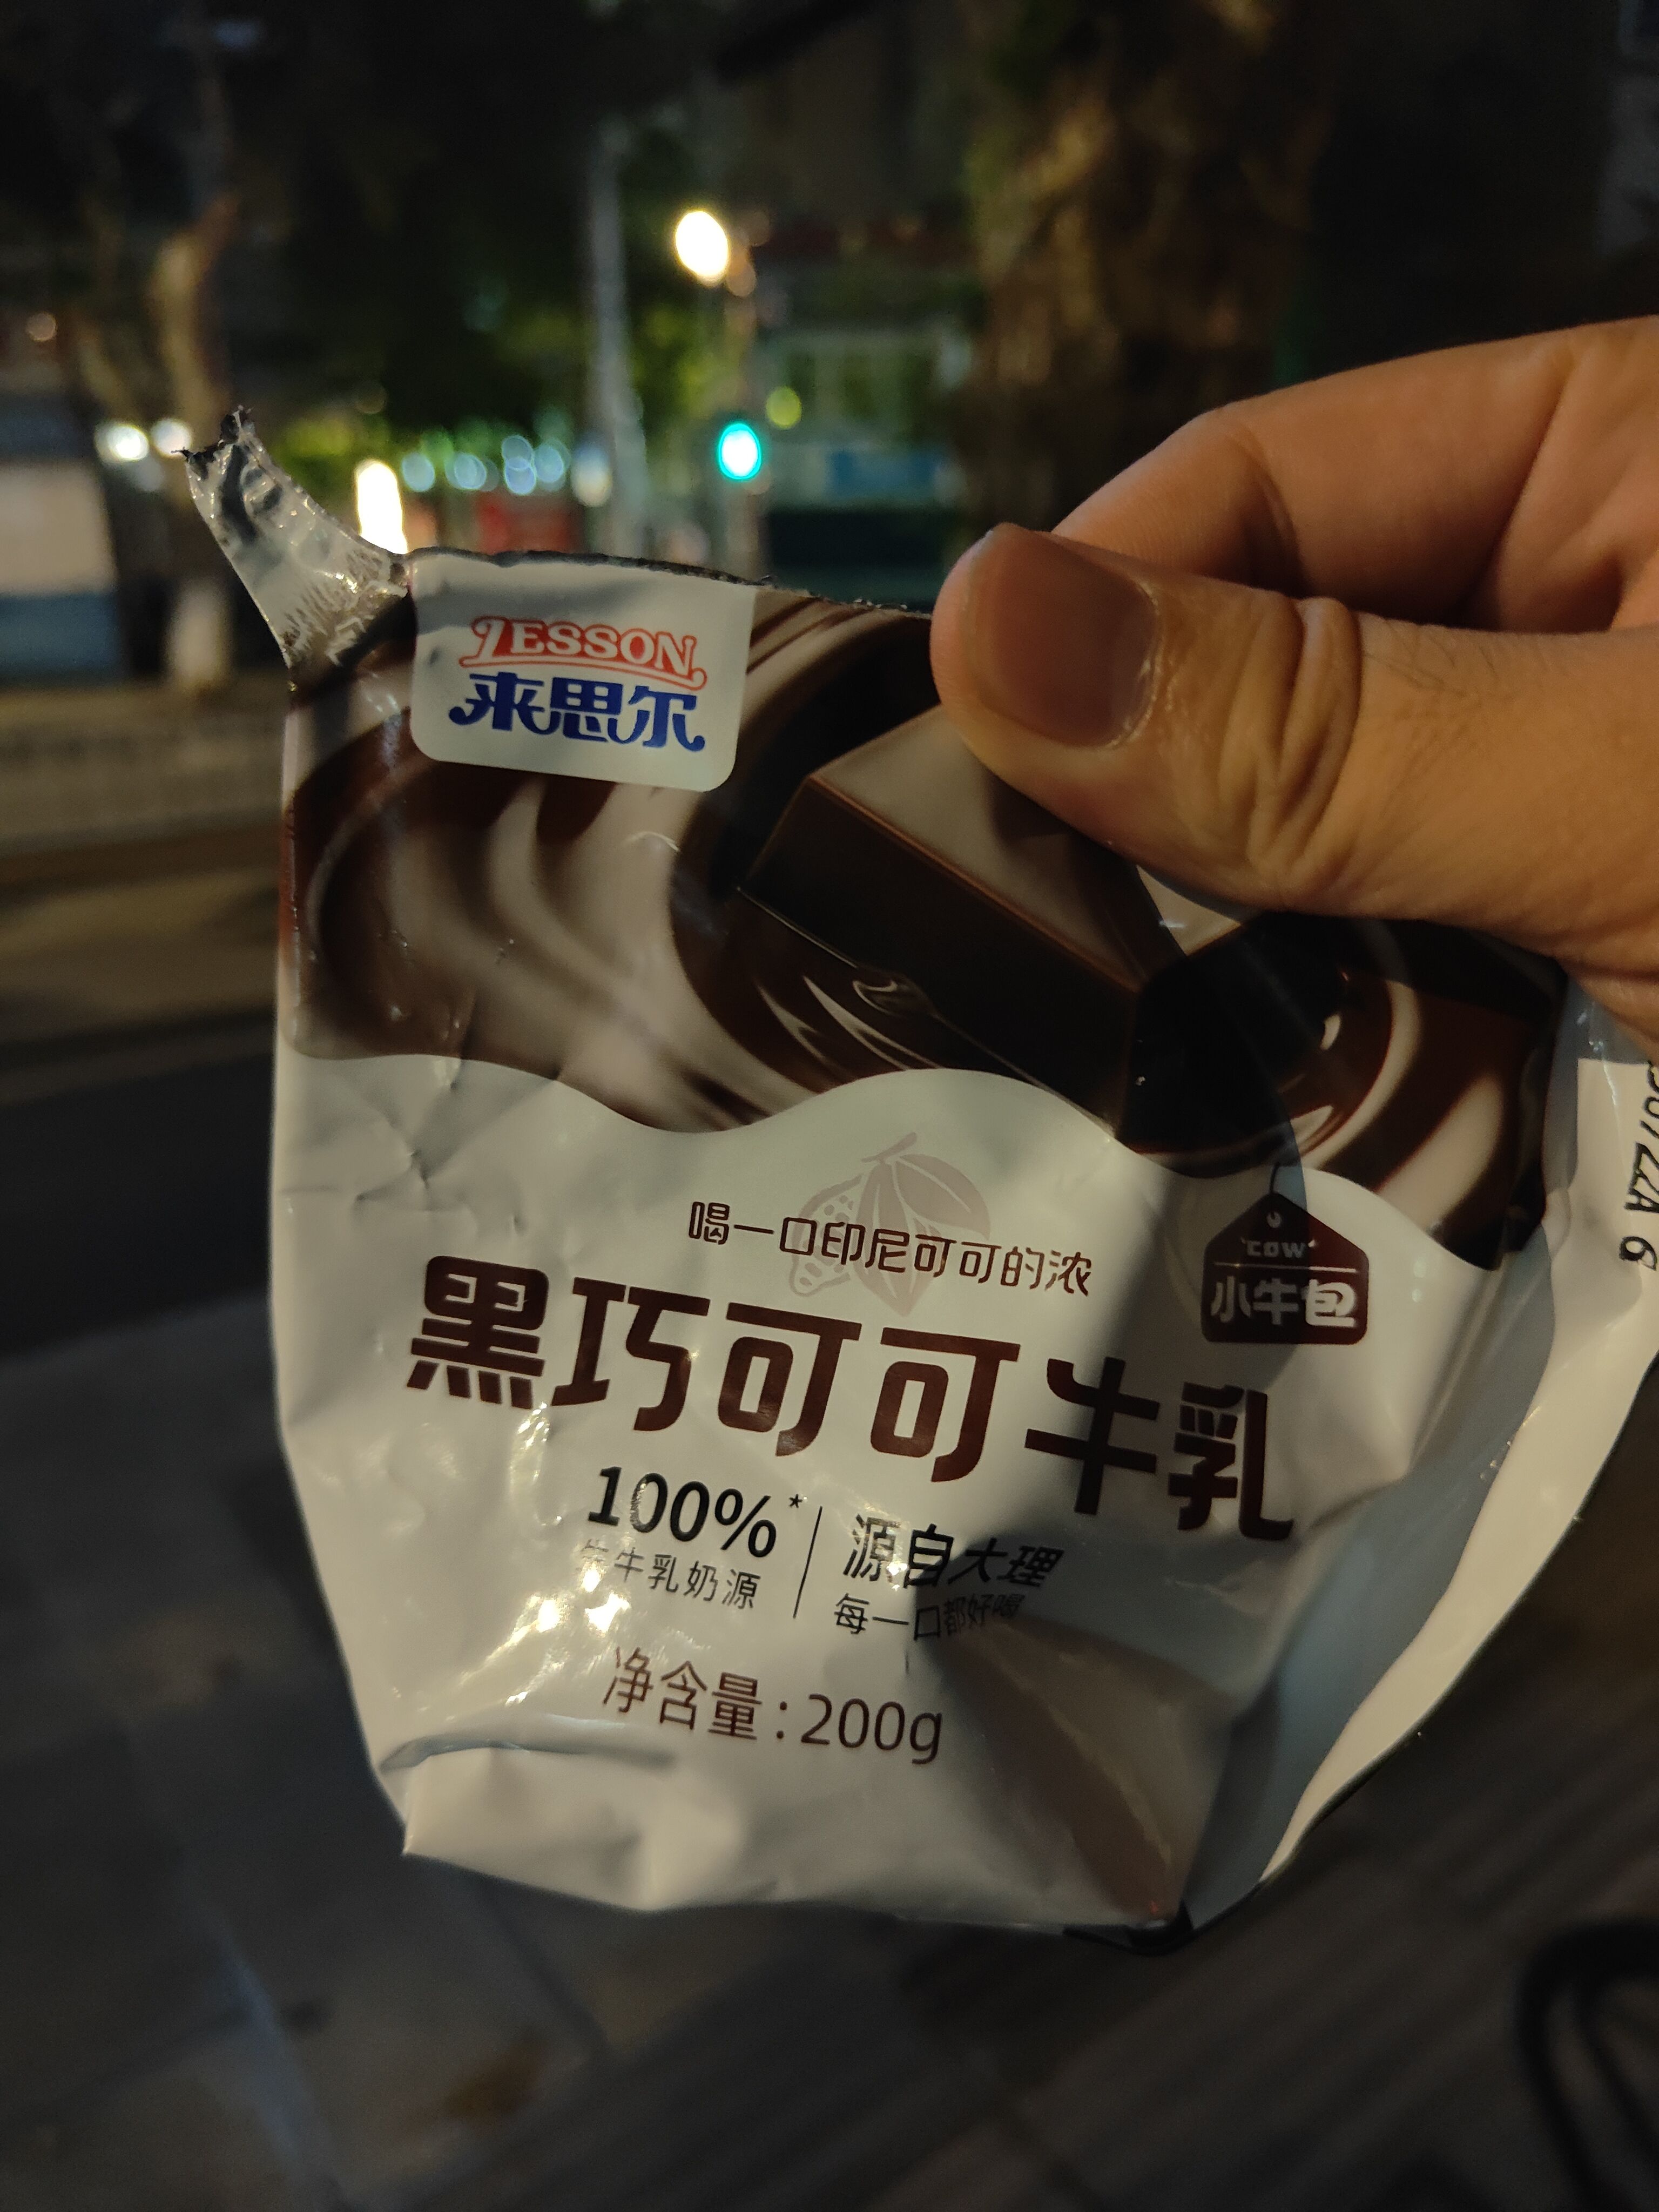 LESSON
来思尔
喝一口印尼可可的浓
COW
小牛包
黑巧可可牛乳
100%*
生牛乳奶源
源自大理
每一口都好喝
净含量:200g